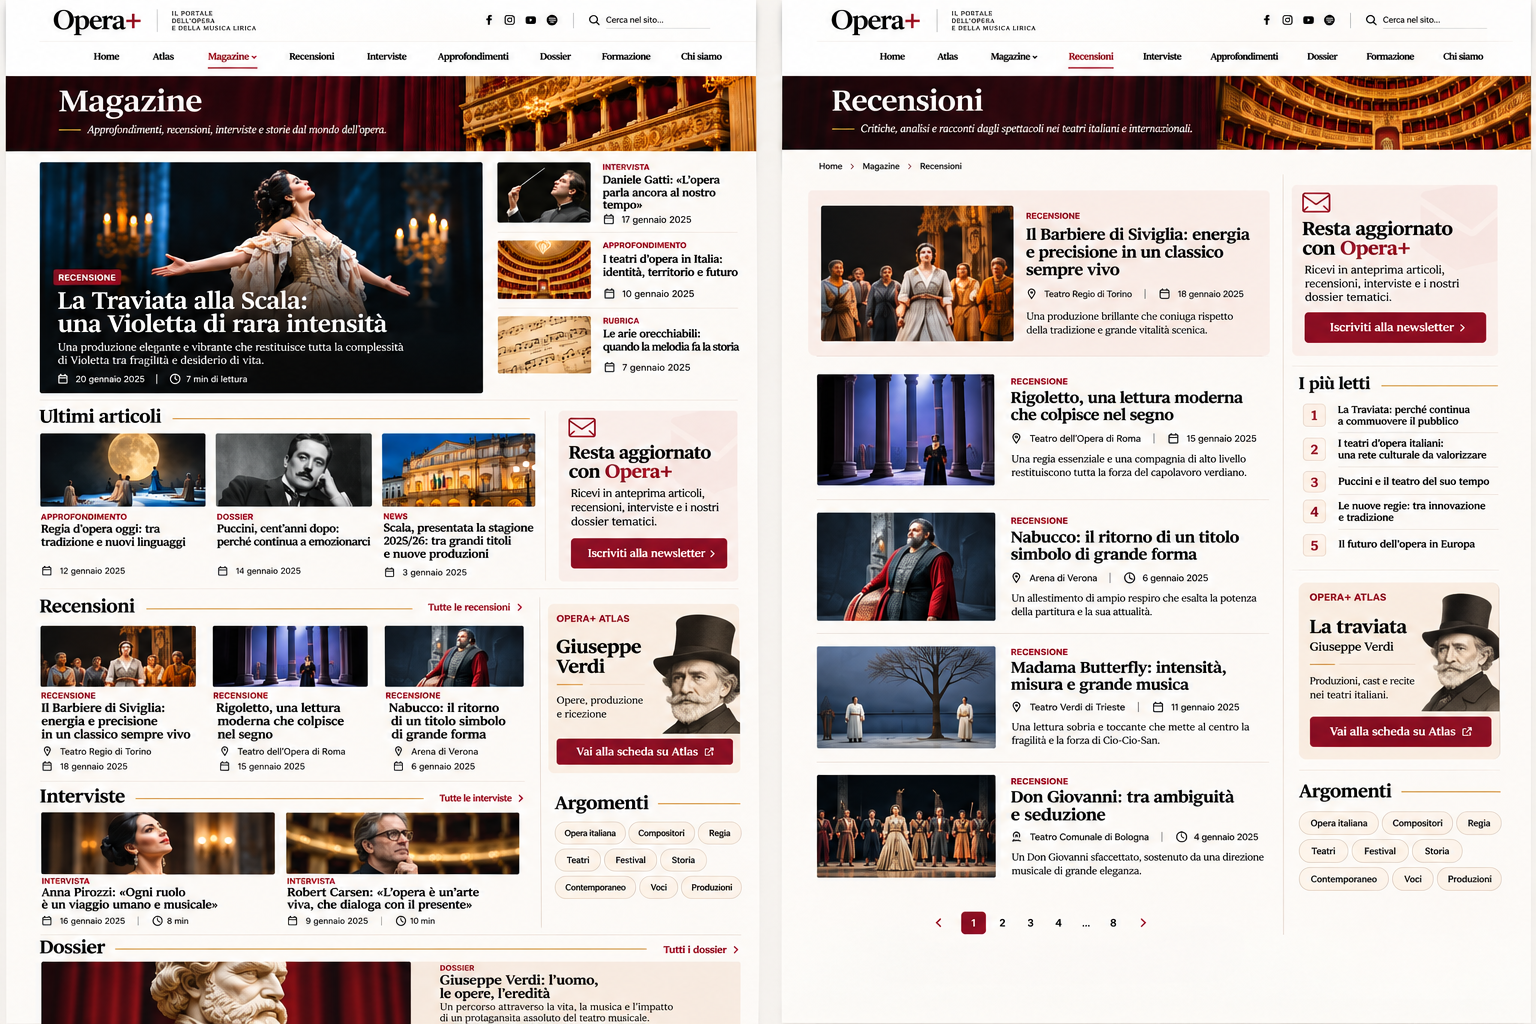 Opera+
IL PORTALE
DELL'OPERA
E DELLA MUSICA LIRICA
Cerca nel sito...
Home
Atlas
Magazine
Recensioni
Interviste
Approfondimenti
Dossier
Formazione
Chi siamo
Magazine
Approfondimenti, recensioni, interviste e storie dal mondo dell'opera.
RECENSIONE
La Traviata alla Scala:
una Violetta di rara intensità
Una produzione elegante e vibrante che restituisce tutta la complessità
di Violetta tra fragilità e desiderio di vita.
20 gennaio 2025
7 min di lettura
INTERVISTA
Daniele Gatti: «L'opera
parla ancora al nostro
tempo»
17 gennaio 2025
APPROFONDIMENTO
I teatri d'opera in Italia:
identità, territorio e futuro
10 gennaio 2025
RUBRICA
Le arie orecchiabili:
quando la melodia fa la storia
7 gennaio 2025
Ultimi articoli
APPROFONDIMENTO
Regia d'opera oggi: tra
tradizione e nuovi linguaggi
12 gennaio 2025
DOSSIER
Puccini, cent'anni dopo:
perché continua a emozionarci
14 gennaio 2025
NEWS
Scala, presentata la stagione
2025/26: tra grandi titoli
e nuove produzioni
3 gennaio 2025
Resta aggiornato
con Opera+
Ricevi in anteprima articoli,
recensioni, interviste e i nostri
dossier tematici.
Iscriviti alla newsletter
Recensioni
Tutte le recensioni
RECENSIONE
Il Barbiere di Siviglia:
energia e precisione
in un classico sempre vivo
Teatro Regio di Torino
18 gennaio 2025
RECENSIONE
Rigoletto, una lettura
moderna che colpisce
nel segno
Teatro dell'Opera di Roma
15 gennaio 2025
RECENSIONE
Nabucco: il ritorno
di un titolo simbolo
di grande forma
Arena di Verona
6 gennaio 2025
OPERA+ ATLAS
Giuseppe
Verdi
Opere, produzione
e ricezione
Vai alla scheda su Atlas
Interviste
Tutte le interviste
INTERVISTA
Anna Pirozzi: «Ogni ruolo
è un viaggio umano e musicale»
16 gennaio 2025
8 min
INTERVISTA
Robert Carsen: «L'opera è un'arte
viva, che dialoga con il presente»
9 gennaio 2025
10 min
Argomenti
Opera italiana
Compositori
Regia
Teatri
Festival
Storia
Contemporaneo
Voci
Produzioni
Dossier
Tutti i dossier
DOSSIER
Giuseppe Verdi: l'uomo,
le opere, l'eredità
Un percorso attraverso la vita, la musica e l'impatto
di un protagansita assoluto del teatro musicale.
Opera+
IL PORTALE
DELL'OPERA
E DELLA MUSICA LIRICA
Cerca nel sito...
Home
Atlas
Magazine
Recensioni
Interviste
Approfondimenti
Dossier
Formazione
Chi siamo
Recensioni
Critiche, analisi e racconti dagli spettacoli nei teatri italiani e internazionali.
Home > Magazine > Recensioni
RECENSIONE
Il Barbiere di Siviglia: energia
e precisione in un classico
sempre vivo
Teatro Regio di Torino
18 gennaio 2025
Una produzione brillante che coniuga rispetto
della tradizione e grande vitalità scenica.
RECENSIONE
Rigoletto, una lettura moderna
che colpisce nel segno
Teatro dell'Opera di Roma
15 gennaio 2025
Una regia essenziale e una compagnia di alto livello
restituiscono tutta la forza del capolavoro verdiano.
RECENSIONE
Nabucco: il ritorno di un titolo
simbolo di grande forma
Arena di Verona
6 gennaio 2025
Un allestimento di ampio respiro che esalta la potenza
della partitura e la sua attualità.
RECENSIONE
Madama Butterfly: intensità,
misura e grande musica
Teatro Verdi di Trieste
11 gennaio 2025
Una lettura sobria e toccante che mette al centro la
fragilità e la forza di Cio-Cio-San.
RECENSIONE
Don Giovanni: tra ambiguità
e seduzione
Teatro Comunale di Bologna
4 gennaio 2025
Un Don Giovanni sfaccettato, sostenuto da una direzione
musicale di grande eleganza.
1 2 3 4 ... 8
Resta aggiornato
con Opera+
Ricevi in anteprima articoli,
recensioni, interviste e i nostri
dossier tematici.
Iscriviti alla newsletter
I più letti
1
La Traviata: perché continua
a commuovere il pubblico
2
I teatri d'opera italiani:
una rete culturale da valorizzare
3
Puccini e il teatro del suo tempo
4
Le nuove regie: tra innovazione
e tradizione
5
Il futuro dell'opera in Europa
OPERA+ ATLAS
La traviata
Giuseppe Verdi
Produzioni, cast e recite
nei teatri italiani.
Vai alla scheda su Atlas
Argomenti
Opera italiana
Compositori
Regia
Teatri
Festival
Storia
Contemporaneo
Voci
Produzioni